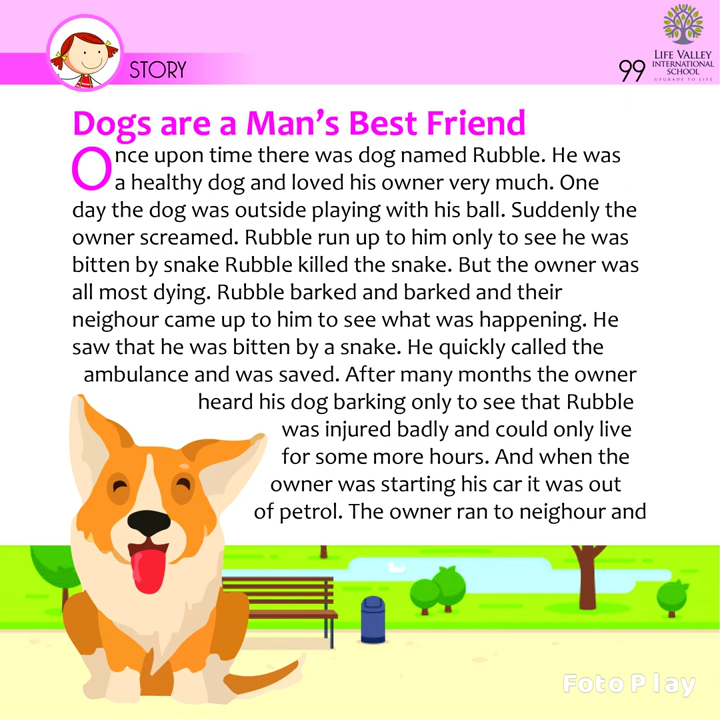 STORY
99
LIFE VALLEY
INTERNATIONAL
SCHOOL
UPGRADE TO LIFE
Dogs are a Man's Best Friend
Once upon time there was dog named Rubble. He was
a healthy dog and loved his owner very much. One
day the dog was outside playing with his ball. Suddenly the
owner screamed. Rubble run up to him only to see he was
bitten by snake Rubble killed the snake. But the owner was
all most dying. Rubble barked and barked and their
neighour came up to him to see what was happening. He
saw that he was bitten by a snake. He quickly called the
ambulance and was saved. After many months the owner
heard his dog barking only to see that Rubble
was injured badly and could only live
for some more hours. And when the
owner was starting his car it was out
of petrol. The owner ran to neighour and
FotoPlay